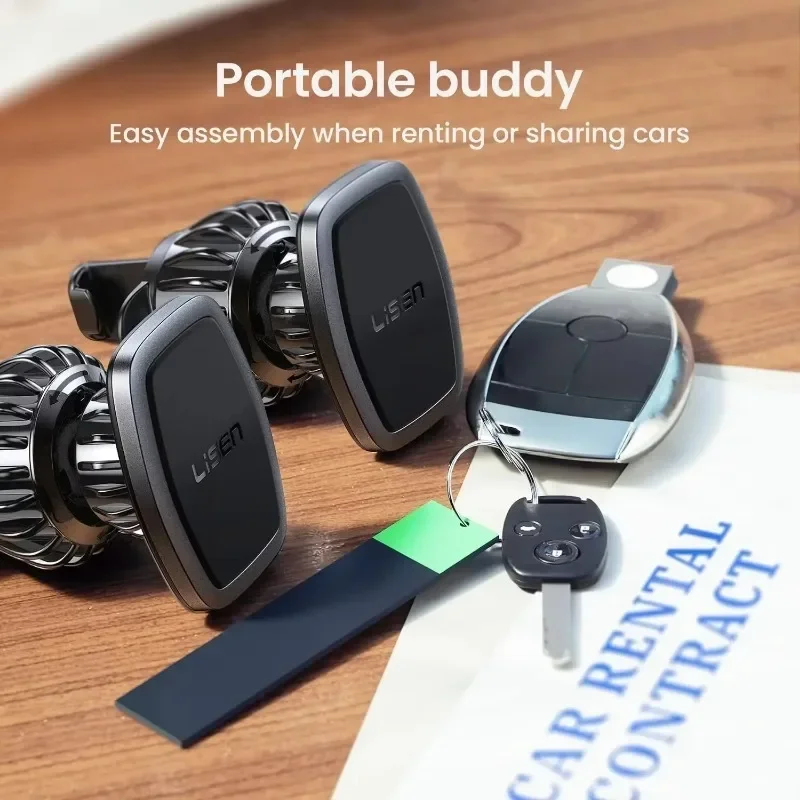 Portable buddy
Easy assembly when renting or sharing cars
LISEN
LISEN
CAR RENTAL
CONTRACT